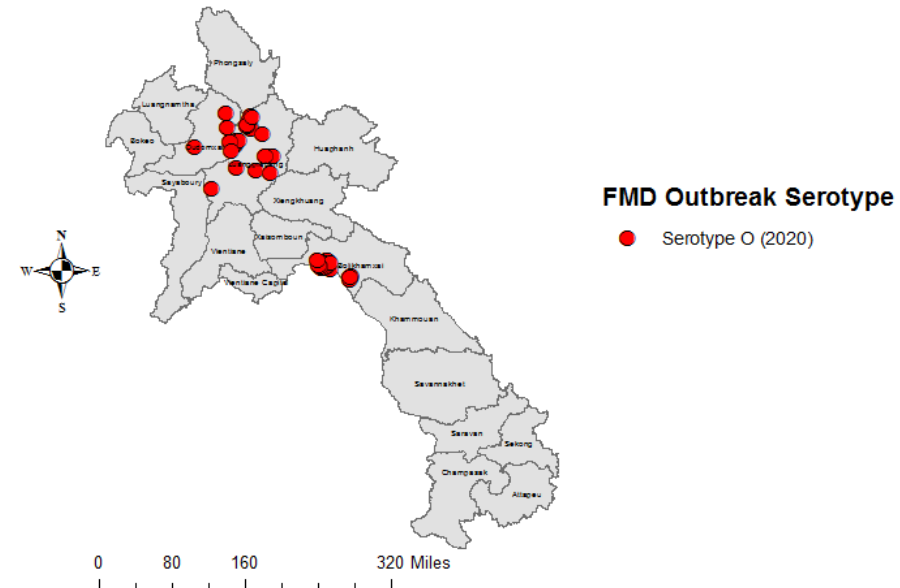 Phongsaly
Luangnamtha
Bokeo
Huaphanh
Sayaboury
Xiengkhuang
Xaisomboun
Vientiane
Bolikhamxai
Vientiane Capital
Khammouan
Savannakhet
Saravan
Sekong
Champasak
Attapeu
N
W
E
S
FMD Outbreak Serotype
Serotype O (2020)
0 80 160 320 Miles